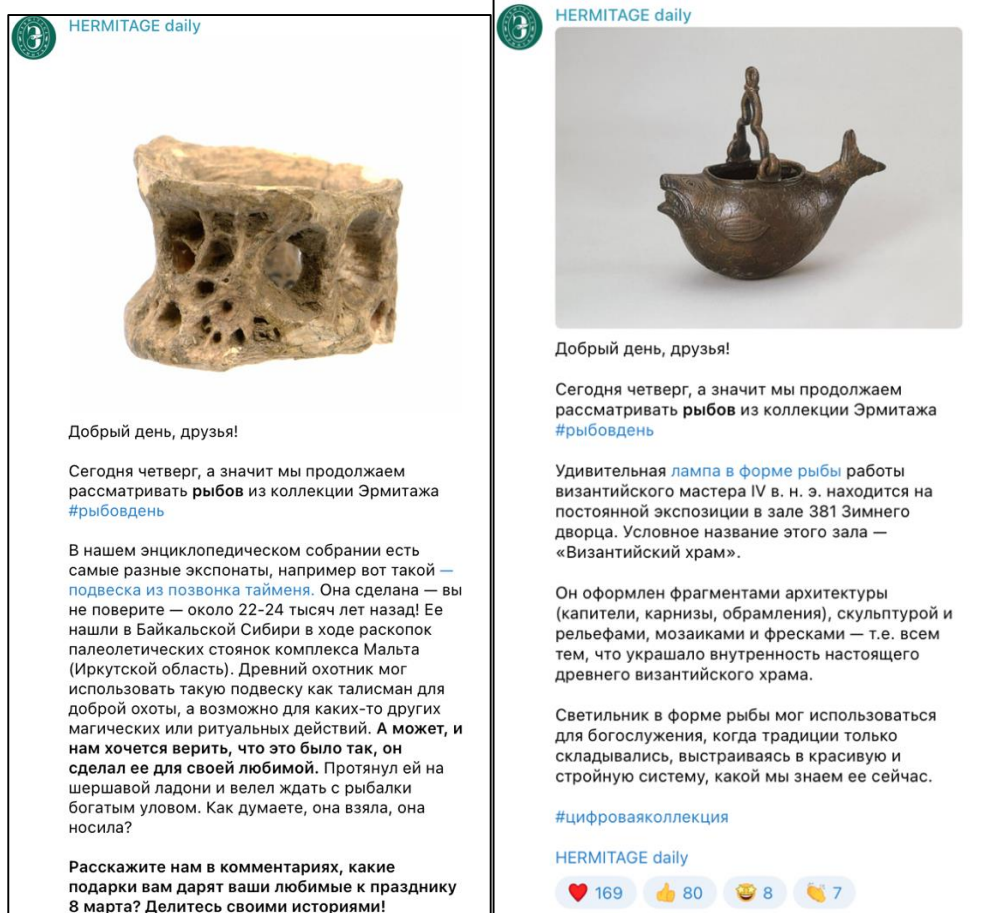 HERMITAGE daily
Добрый день, друзья!
Сегодня четверг, а значит мы продолжаем
рассматривать рыбов из коллекции Эрмитажа
#рыбовдень
В нашем энциклопедическом собрании есть
самые разные экспонаты, например вот такой —
подвеска из позвонка тайменя. Она сделана — вы
не поверите — около 22-24 тысяч лет назад! Ее
нашли в Байкальской Сибири в ходе раскопок
палеолетических стоянок комплекса Мальта
(Иркутской область). Древний охотник мог
использовать такую подвеску как талисман для
доброй охоты, а возможно для каких-то других
магических или ритуальных действий. А может, и
нам хочется верить, что это было так, он
сделал ее для своей любимой. Протянул ей на
шершавой ладони и велел ждать с рыбалки
богатым уловом. Как думаете, она взяла, она
носила?
Расскажите нам в комментариях, какие
подарки вам дарят ваши любимые к празднику
8 марта? Делитесь своими историями!
HERMITAGE daily
Добрый день, друзья!
Сегодня четверг, а значит мы продолжаем
рассматривать рыбов из коллекции Эрмитажа
#рыбовдень
Удивительная лампа в форме рыбы работы
византийского мастера IV в. н. э. находится на
постоянной экспозиции в зале 381 Зимнего
дворца. Условное название этого зала —
«Византийский храм».
Он оформлен фрагментами архитектуры
(капители, карнизы, обрамления), скульптурой и
рельефами, мозаиками и фресками — т.е. всем
тем, что украшало внутренность настоящего
древнего византийского храма.
Светильник в форме рыбы мог использоваться
для богослужения, когда традиции только
складывались, выстраиваясь в красивую и
стройную систему, какой мы знаем ее сейчас.
#цифроваяколлекция
HERMITAGE daily
169 80 8 7